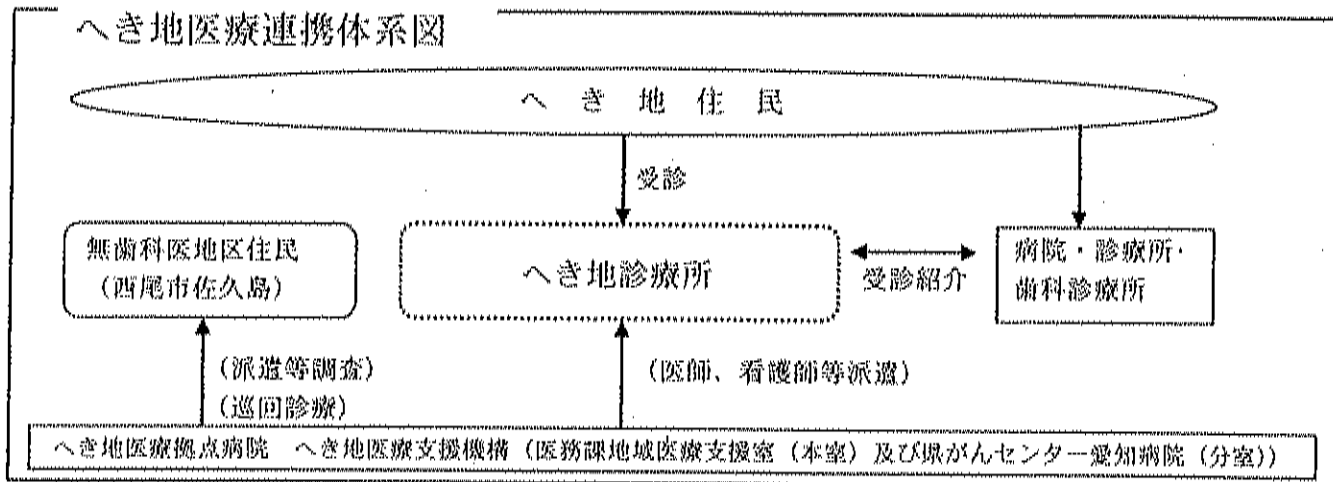 へき地医療連携体系図
へき地住民
受診
無歯科医地区住民
(西尾市佐久島)
へき地診療所
受診紹介
病院・診療所・
歯科診療所
(派遣等調査)
(巡回診療)
(医師、看護師等派遣)
へき地医療拠点病院 へき地医療支援機構(医務課地域医療支援室(本室)及び県がんセンター愛知病院(分室))